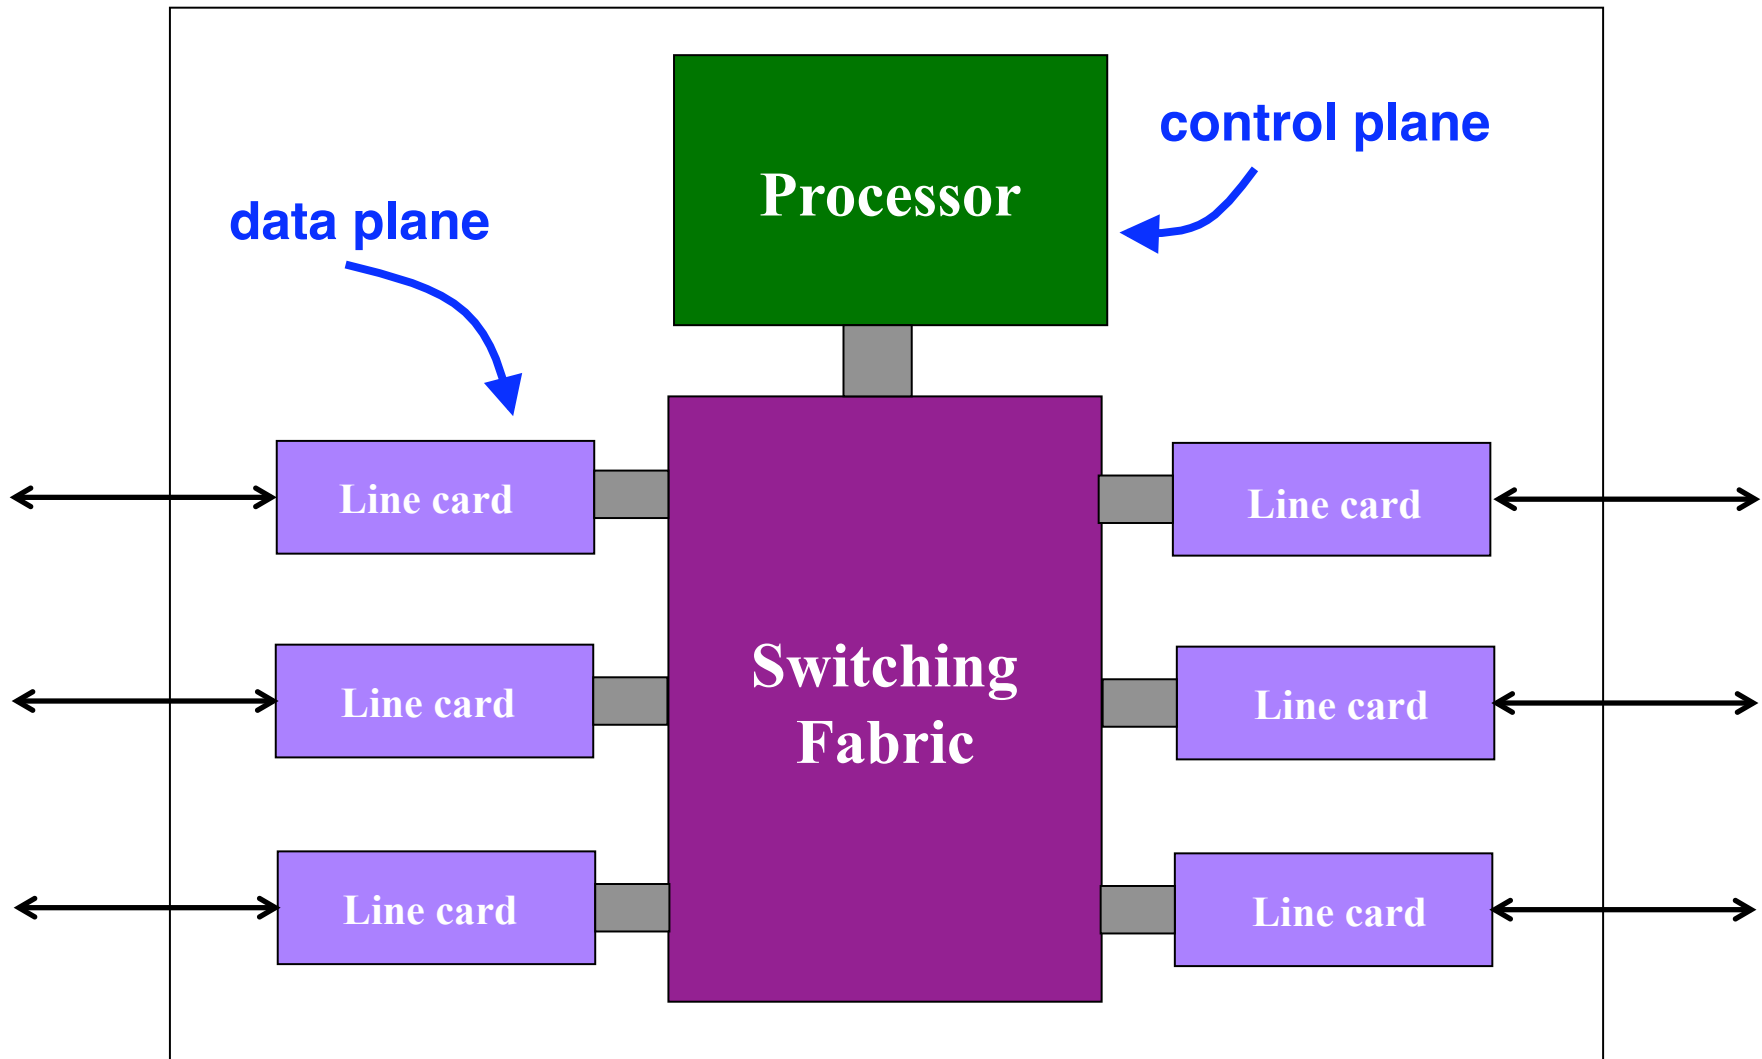 control plane
Processor
data plane
Line card
Line card
Switching
Fabric
Line card
Line card
Line card
Line card